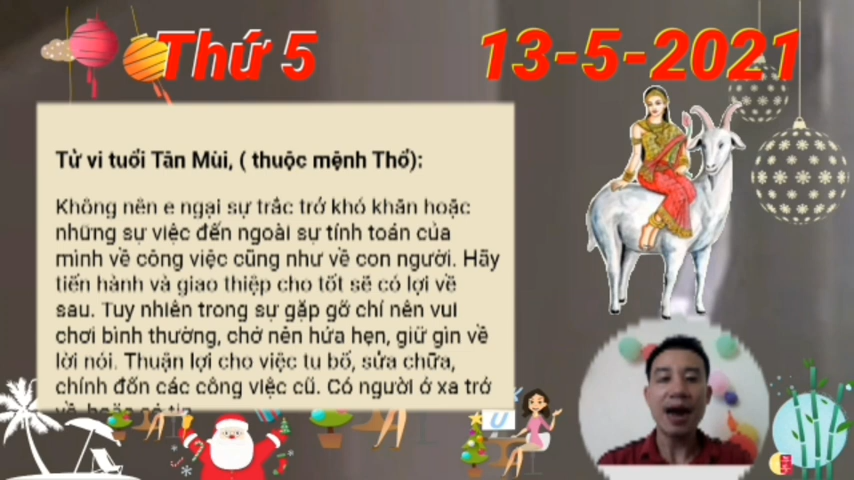 Thứ 5
13-5-2021
Tử vi tuổi Tân Mùi, ( thuộc mệnh Thổ):
Không nên e ngại sự trắc trở khó khăn hoặc
những sự việc đến ngoài sự tính toán của
mình về công việc cũng như về con người. Hãy
tiến hành và giao thiệp cho tốt sẽ có lợi về
sau. Tuy nhiên trong sự gặp gỡ chỉ nên vui
chơi bình thường, chớ nên hứa hẹn, giữ gìn về
lời nói. Thuận lợi cho việc tu bổ, sửa chữa,
chỉnh đốn các công việc cũ. Có người ở xa trở
về, hoặc có tin
U